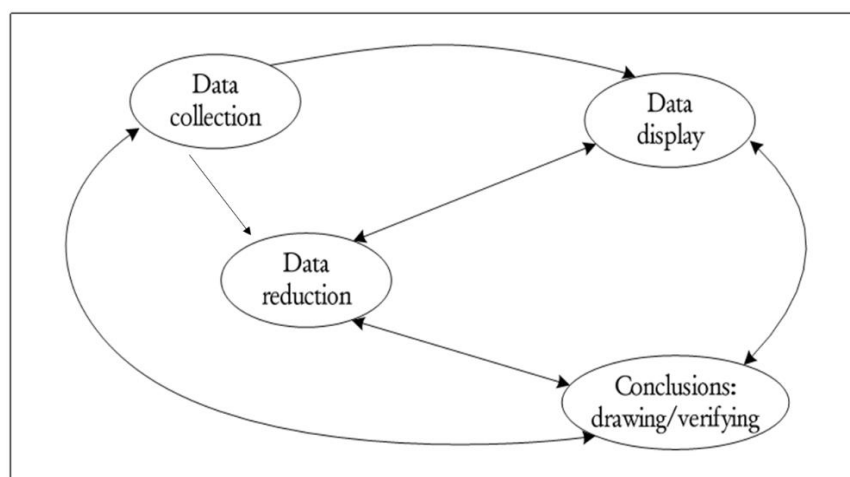 Data
collection
Data
display
Data
reduction
Conclusions:
drawing/verifying